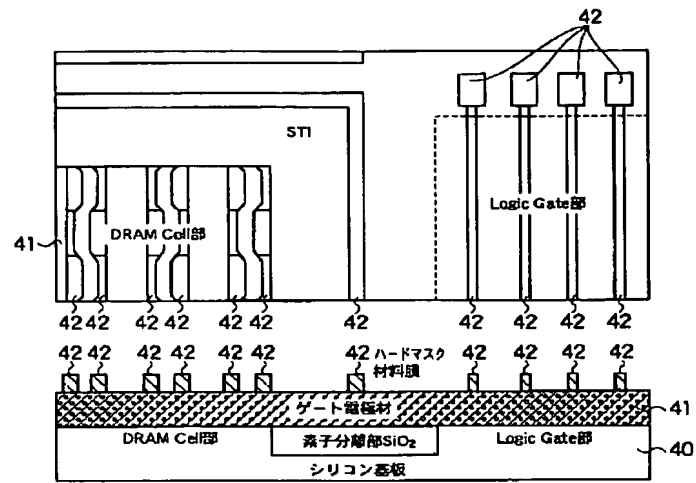 42
STI
Logic Gate部
DRAM Cell部
41
42 42 42 42 42 42 42 42 42 42 42
42 42 42 42 42 42 42 ハードマスク 42 42 42 42
材料膜
ゲート電極材 41
DRAM Cell部 素子分離部SiO2 Logic Gate部 40
シリコン基板